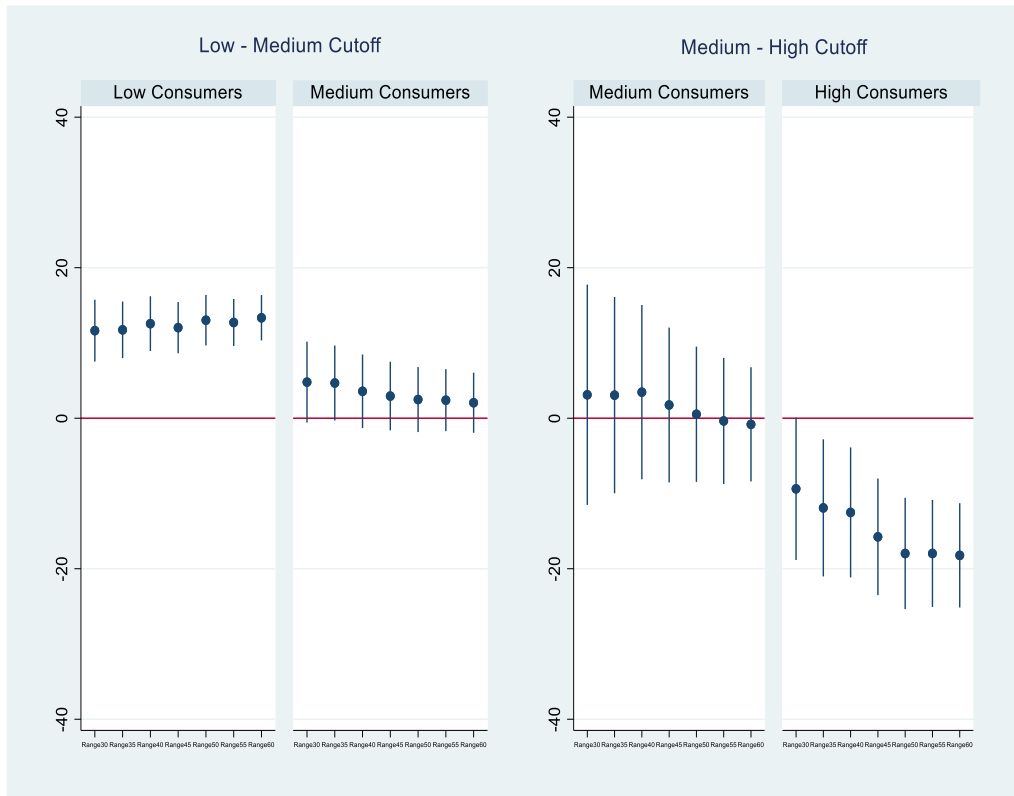 Low - Medium Cutoff
Low Consumers
Medium Consumers
40
20
0
-20
-40
Range30 Range35 Range40 Range45 Range50 Range55 Range60
Range30 Range35 Range40 Range45 Range50 Range55 Range60
Medium - High Cutoff
Medium Consumers
High Consumers
40
20
0
-20
-40
Range30 Range35 Range40 Range45 Range50 Range55 Range60
Range30 Range35 Range40 Range45 Range50 Range55 Range60